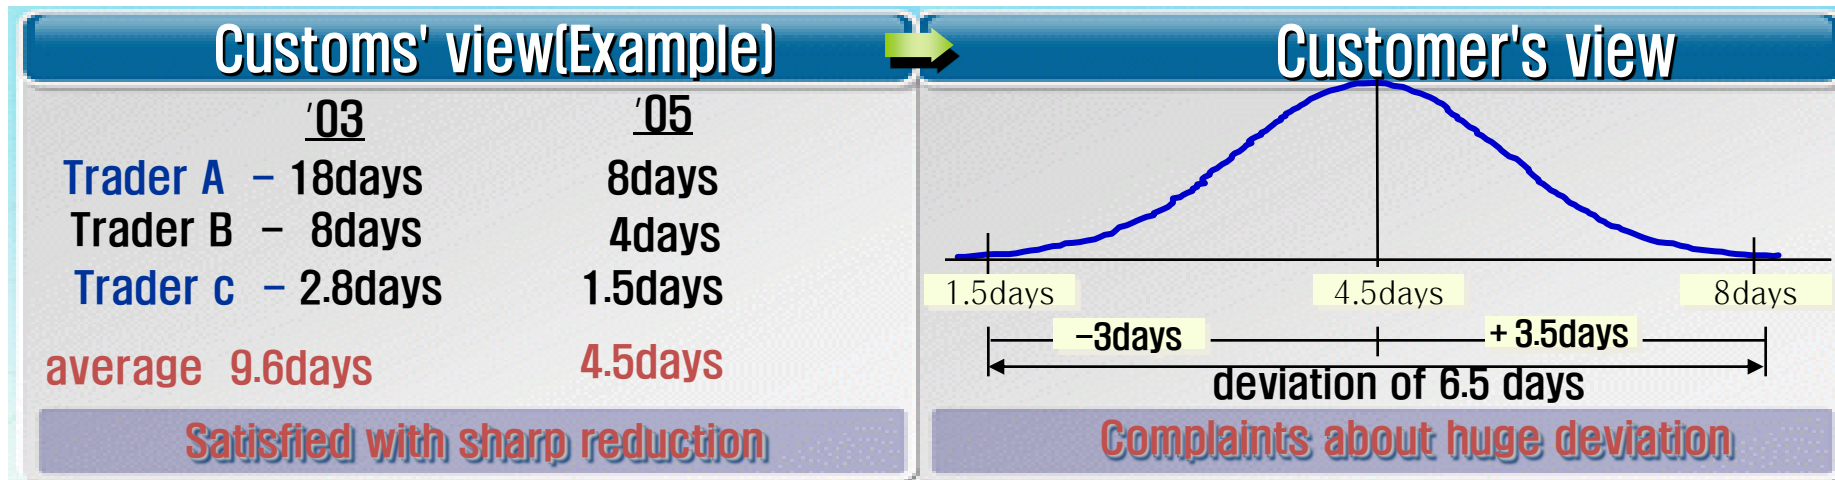 Customs' view(Example)
'03 '05
Trader A – 18days 8days
Trader B – 8days 4days
Trader c – 2.8days 1.5days
average 9.6days 4.5days
Satisfied with sharp reduction
Customer's view
1.5days 4.5days 8days
–3days + 3.5days
deviation of 6.5 days
Complaints about huge deviation